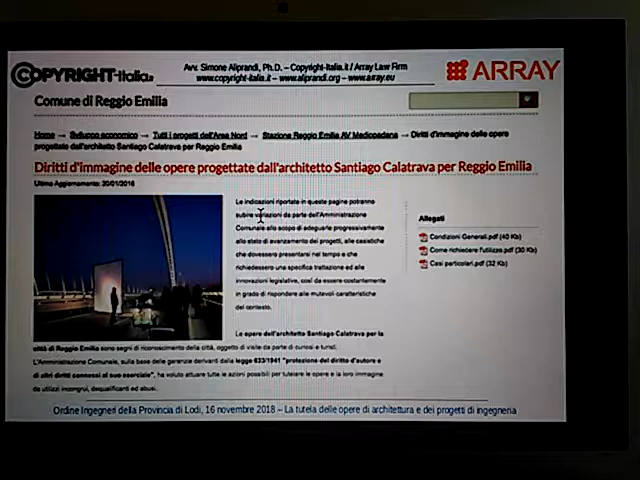 COPYRIGHT-Italia.it
Avv. Simone Aliprandi, Ph.D. – Copyright-Italia.it / Array Law Firm
www.copyright-italia.it – www.aliprandi.org – www.array.eu
ARRAY
Comune di Reggio Emilia
Home → Sviluppo economico → Tutti i progetti dell'Area Nord → Stazione Reggio Emilia AV Mediopadana → Diritti d'immagine delle opere
progettate dall'architetto Santiago Calatrava per Reggio Emilia
Diritti d'immagine delle opere progettate dall'architetto Santiago Calatrava per Reggio Emilia
Ultimo Aggiornamento: 20/01/2016
Le indicazioni riportate in queste pagine potranno
subire variazioni da parte dell'Amministrazione
Comunale allo scopo di adeguarle progressivamente
allo stato di avanzamento dei progetti, alle casistiche
che dovessero presentarsi nel tempo e che
richiedessero una specifica trattazione ed alle
innovazioni legislative, così da essere costantemente
in grado di rispondere alle mutevoli caratteristiche
del contesto.
Allegati
Condizioni Generali.pdf (40 Kb)
Come richiedere l'utilizzo.pdf (30 Kb)
Casi particolari.pdf (32 Kb)
Le opere dell'architetto Santiago Calatrava per la
città di Reggio Emilia sono segni di riconoscimento della città, oggetto di visite da parte di curiosi e turisti.
L'Amministrazione Comunale, sulla base delle garanzie derivanti dalla legge 633/1941 "protezione del diritto d'autore e
di altri diritti connessi al suo esercizio", ha voluto attuare tutte le azioni possibili per tutelare le opere e la loro immagine
da utilizzi incongrui, dequalificanti ed abusi.
Ordine Ingegneri della Provincia di Lodi, 16 novembre 2018 – La tutela delle opere di architettura e dei progetti di ingegneria